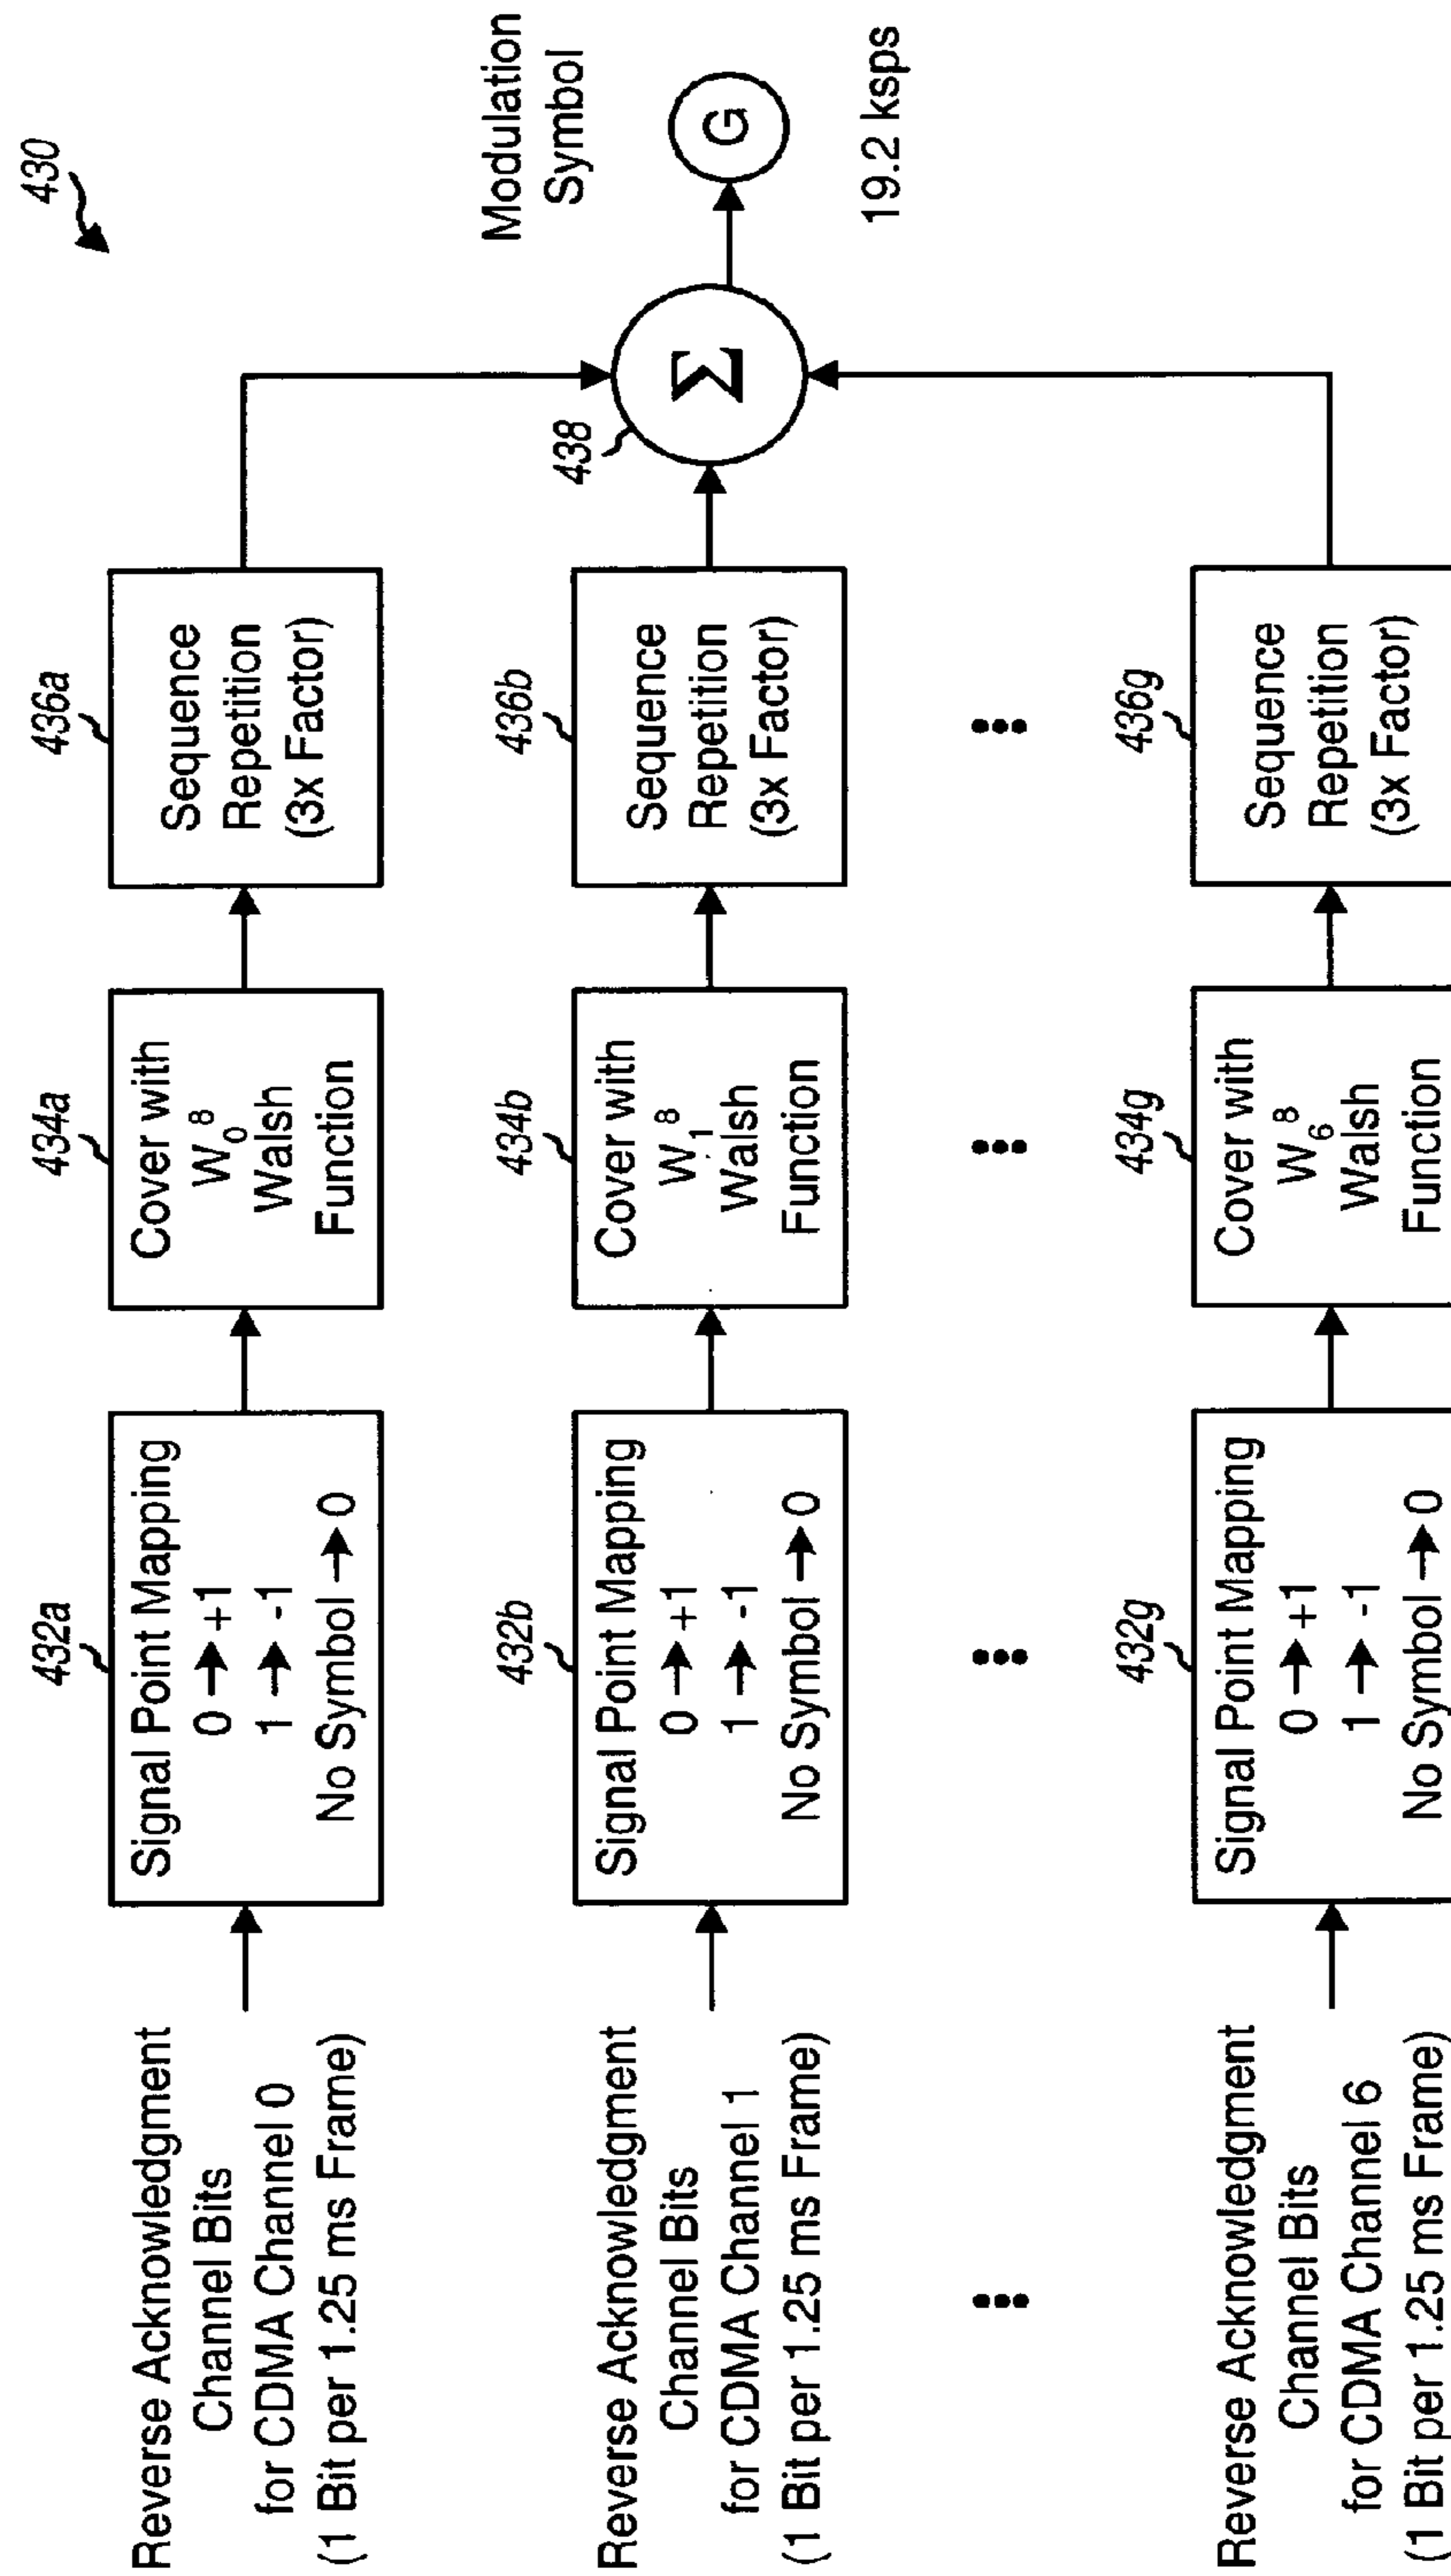 430
Reverse Acknowledgment
Channel Bits
for CDMA Channel 0
(1 Bit per 1.25 ms Frame)
432a
Signal Point Mapping
0 → +1
1 → -1
No Symbol → 0
434a
Cover with
W 8 0
Walsh
Function
436a
Sequence
Repetition
(3x Factor)
Reverse Acknowledgment
Channel Bits
for CDMA Channel 1
(1 Bit per 1.25 ms Frame)
432b
Signal Point Mapping
0 → +1
1 → -1
No Symbol → 0
434b
Cover with
W 8 1
Walsh
Function
436b
Sequence
Repetition
(3x Factor)
438
Σ
Modulation
Symbol
G
19.2 ksps
Reverse Acknowledgment
Channel Bits
for CDMA Channel 6
(1 Bit per 1.25 ms Frame)
432g
Signal Point Mapping
0 → +1
1 → -1
No Symbol → 0
434g
Cover with
W 8 6
Walsh
Function
436g
Sequence
Repetition
(3x Factor)